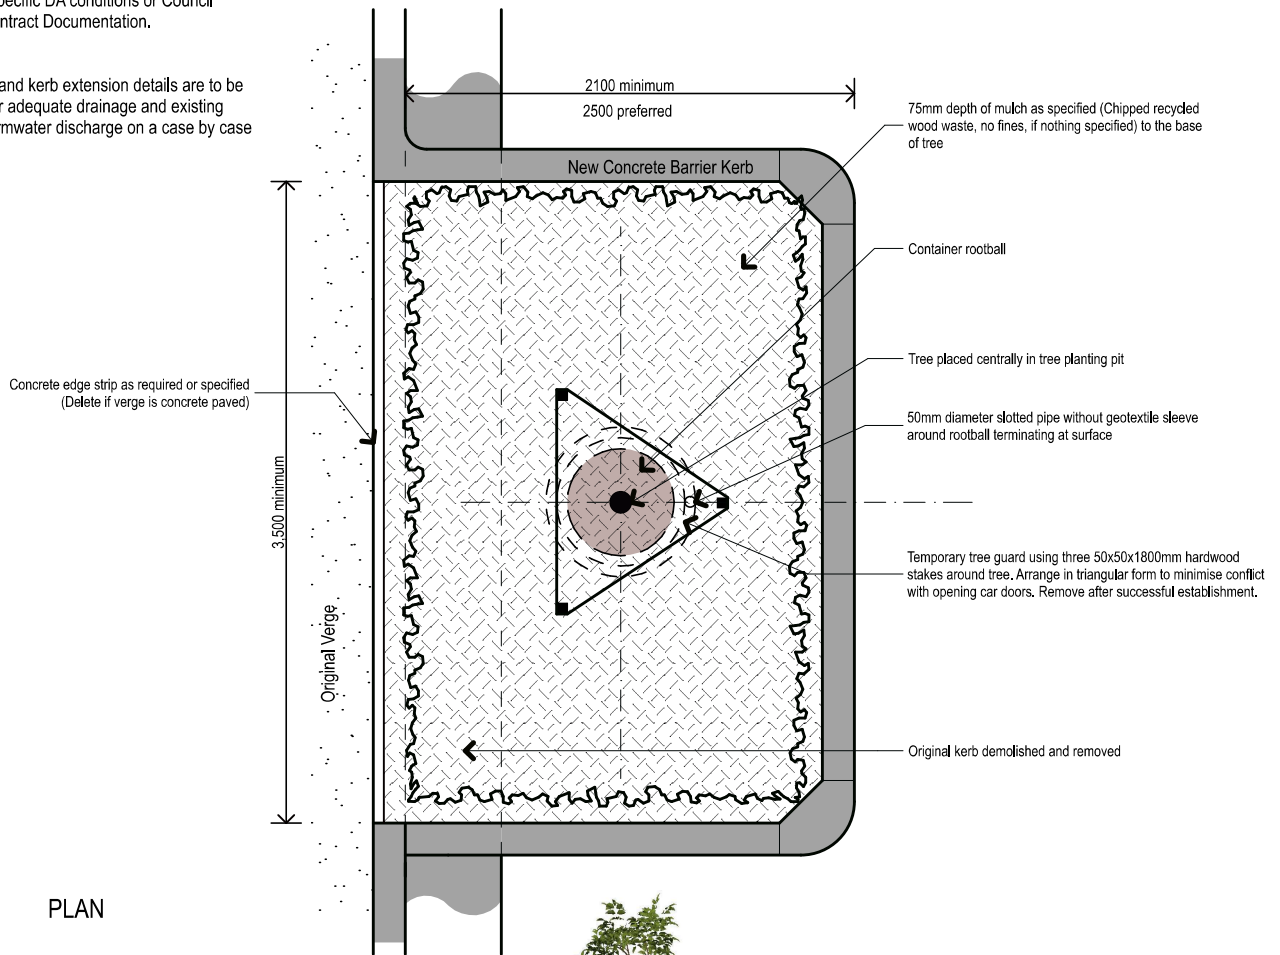 pecific DA conditions or Council
ntract Documentation.
and kerb extension details are to be
r adequate drainage and existing
rmwater discharge on a case by case
2100 minimum
2500 preferred
75mm depth of mulch as specified (Chipped recycled
wood waste, no fines, if nothing specified) to the base
of tree
New Concrete Barrier Kerb
Container rootball
Tree placed centrally in tree planting pit
Concrete edge strip as required or specified
(Delete if verge is concrete paved)
50mm diameter slotted pipe without geotextile sleeve
around rootball terminating at surface
3.500 minimum
Temporary tree guard using three 50x50x1800mm hardwood
stakes around tree. Arrange in triangular form to minimise conflict
with opening car doors. Remove after successful establishment.
Original Verge
Original kerb demolished and removed
PLAN